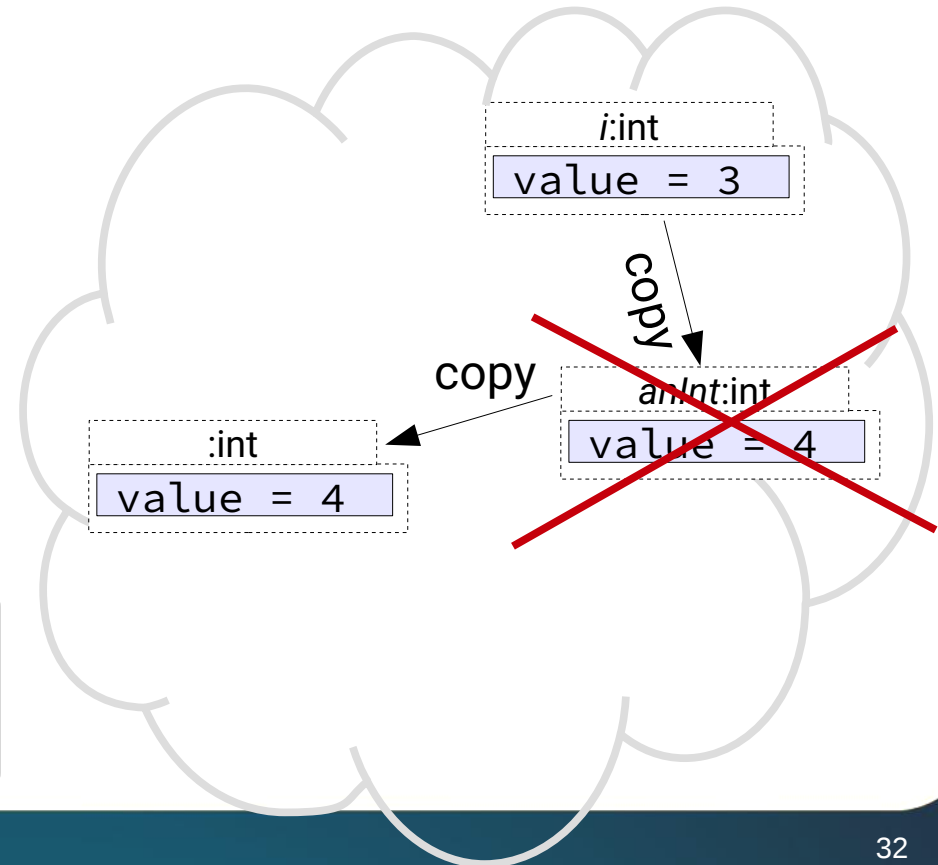 i:int
value = 3
copy
copy
anInt:int
value = 4
:int
value = 4
32